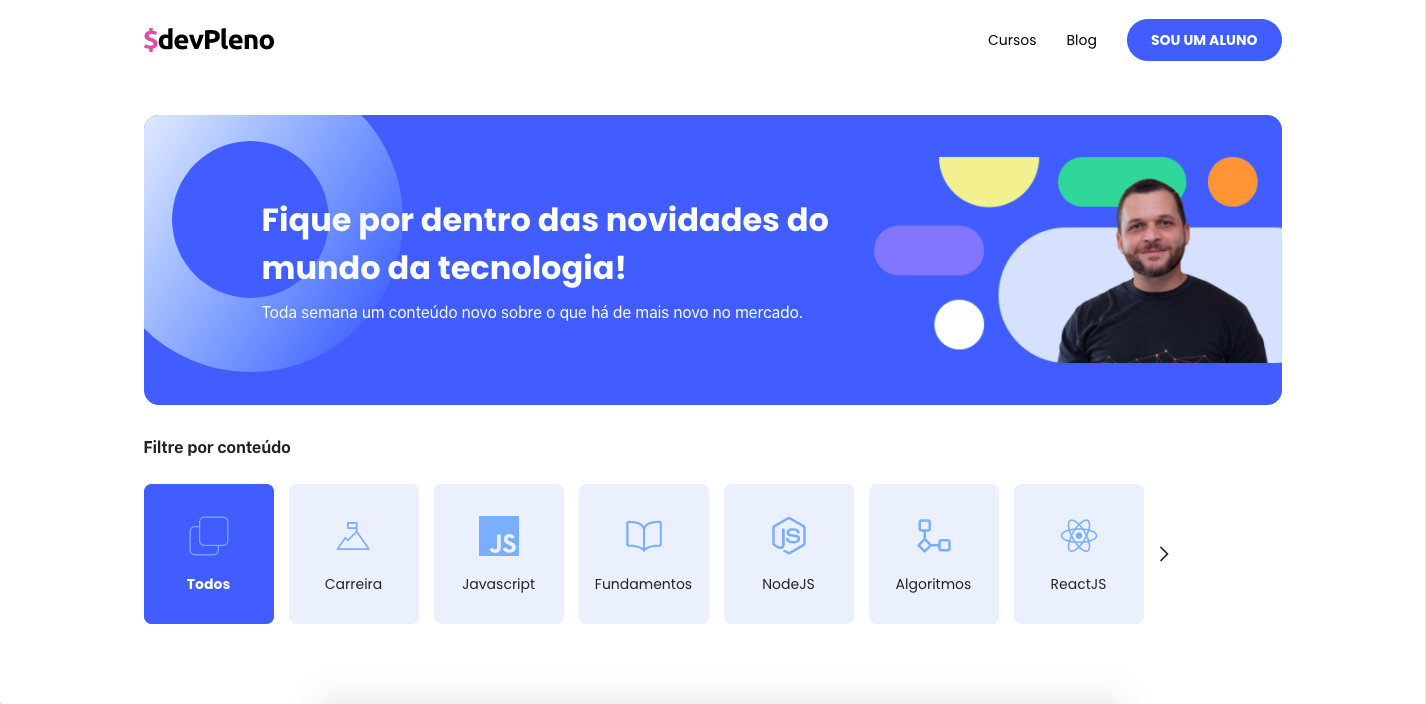 $devPleno
Cursos
Blog
SOU UM ALUNO
Fique por dentro das novidades do
mundo da tecnologia!
Toda semana um conteúdo novo sobre o que há de mais novo no mercado.
Filtre por conteúdo
JS
JS
Todos
Carreira
Javascript
Fundamentos
NodeJS
Algoritmos
ReactJS